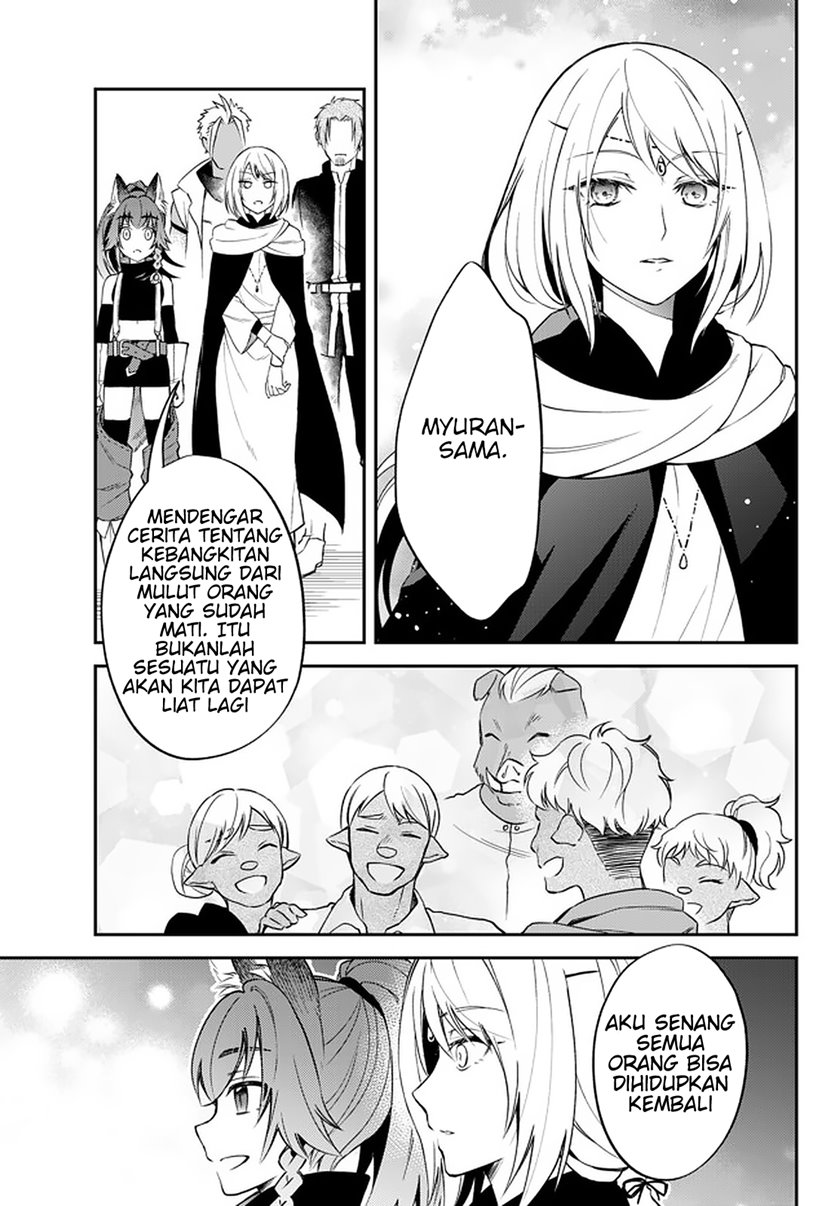 MYURAN-
SAMA.
MENDENGAR
CERITA TENTANG
KEBANGKITAN
LANGSUNG DARI
MULUT ORANG
YANG SUDAH
MATI. ITU
BUKANLAH
SESUATU YANG
AKAN KITA DAPAT
LIAT LAGI
AKU SENANG
SEMUA
ORANG BISA
DIHIDUPKAN
KEMBALI